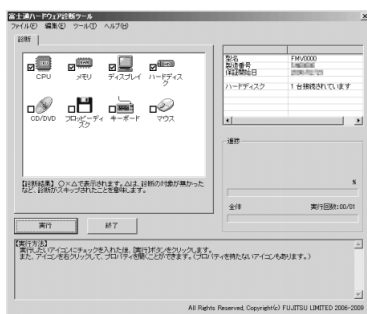 富士通ハードウェア診断ツール
ファイル(F) 編集(E) ツール(T) ヘルプ(H)
診断
CPU
メモリ
ディスプレイ
ハードディスク
CD/DVD
フロッピーディスク
キーボード
マウス
【診断結果】 ○×△で表示されます。△は、診断の対象が無かったなど、診断がスキップされたことを意味します。
型名 FMV0000
製造番号
保証開始日
ハードディスク 1 台接続されています
進捗
%
全体 実行回数:00/01
実行
終了
【実行方法】
実行したいアイコンにチェックを入れた後、[実行]ボタンをクリックします。
また、アイコンを右クリックして、プロパティを開くことができます。(プロパティを持たないアイコンもあります。)
All Rights Reserved, Copyright(c) FUJITSU LIMITED 2006-2009